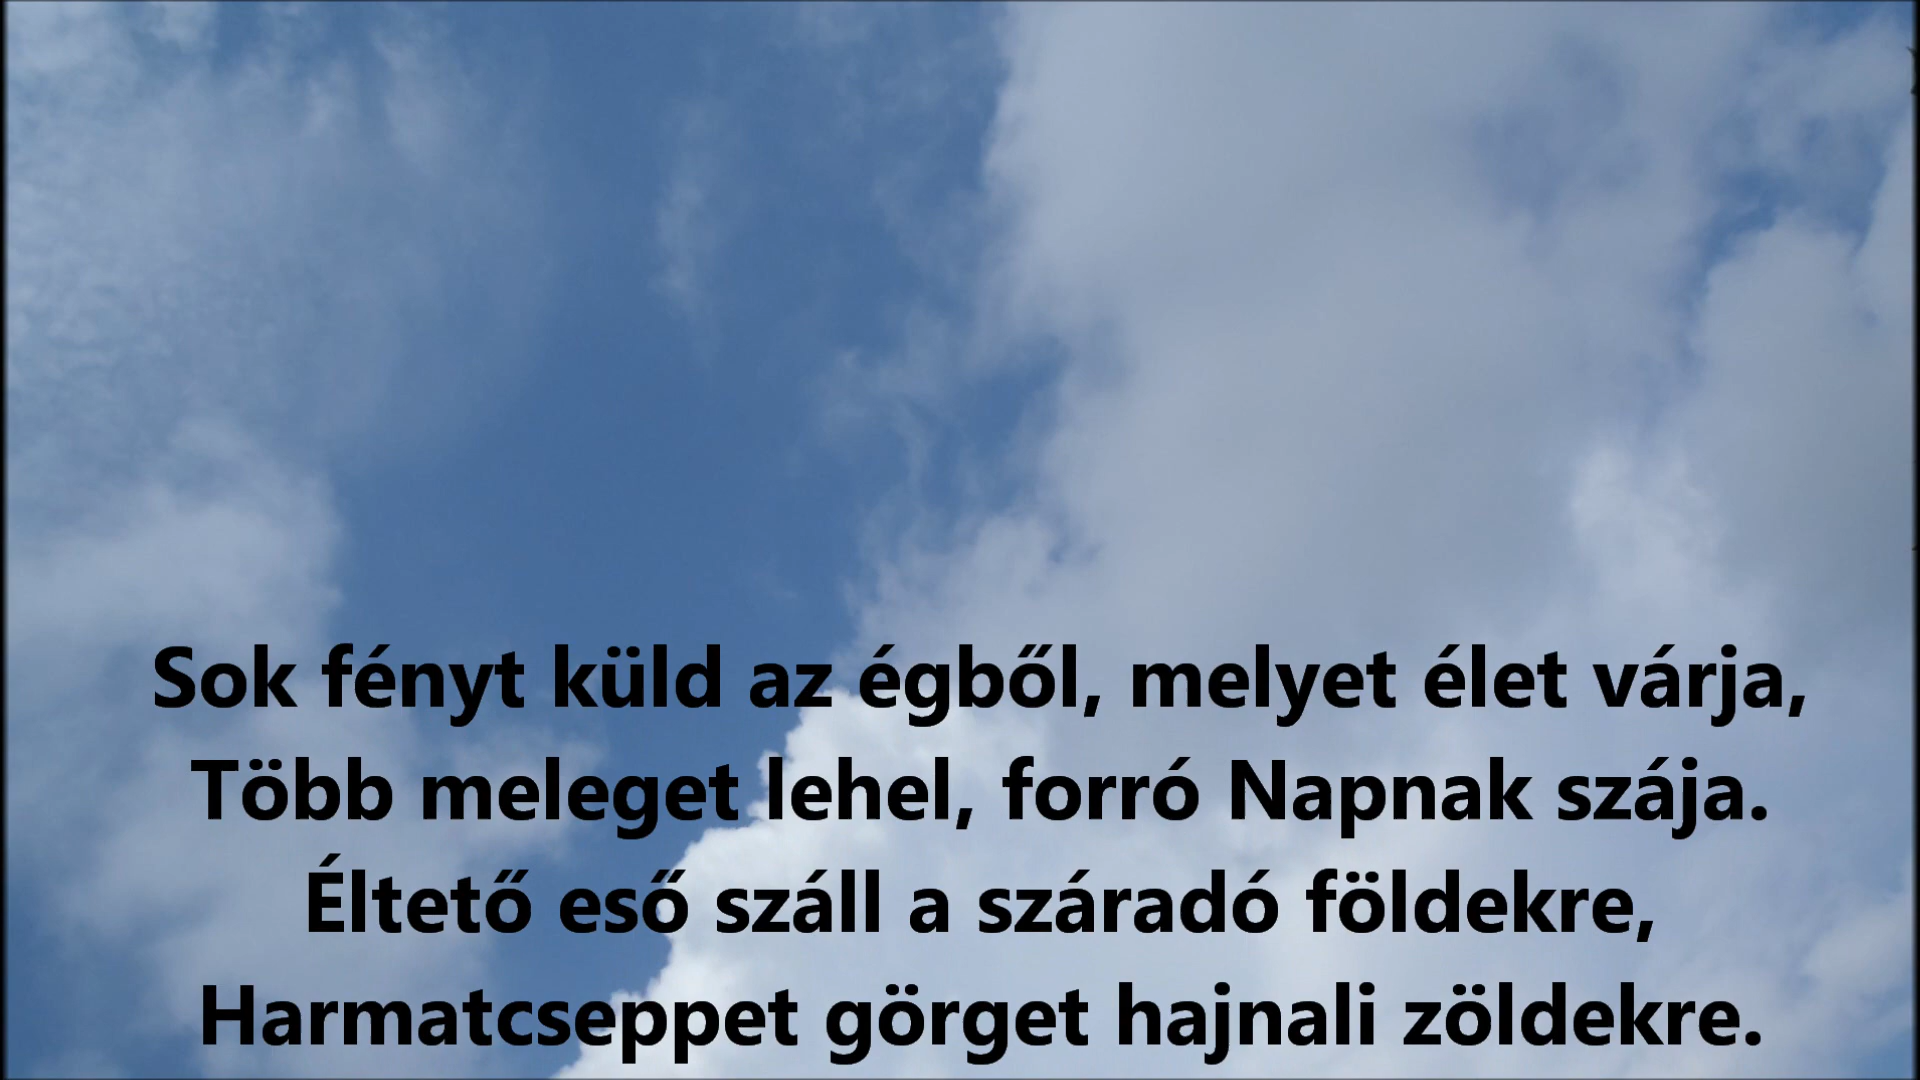 Sok fényt küld az égből, melyet élet várja,
Több meleget lehel, forró Napnak szája.
Éltető eső száll a száradó földekre,
Harmatcseppet görget hajnali zöldekre.